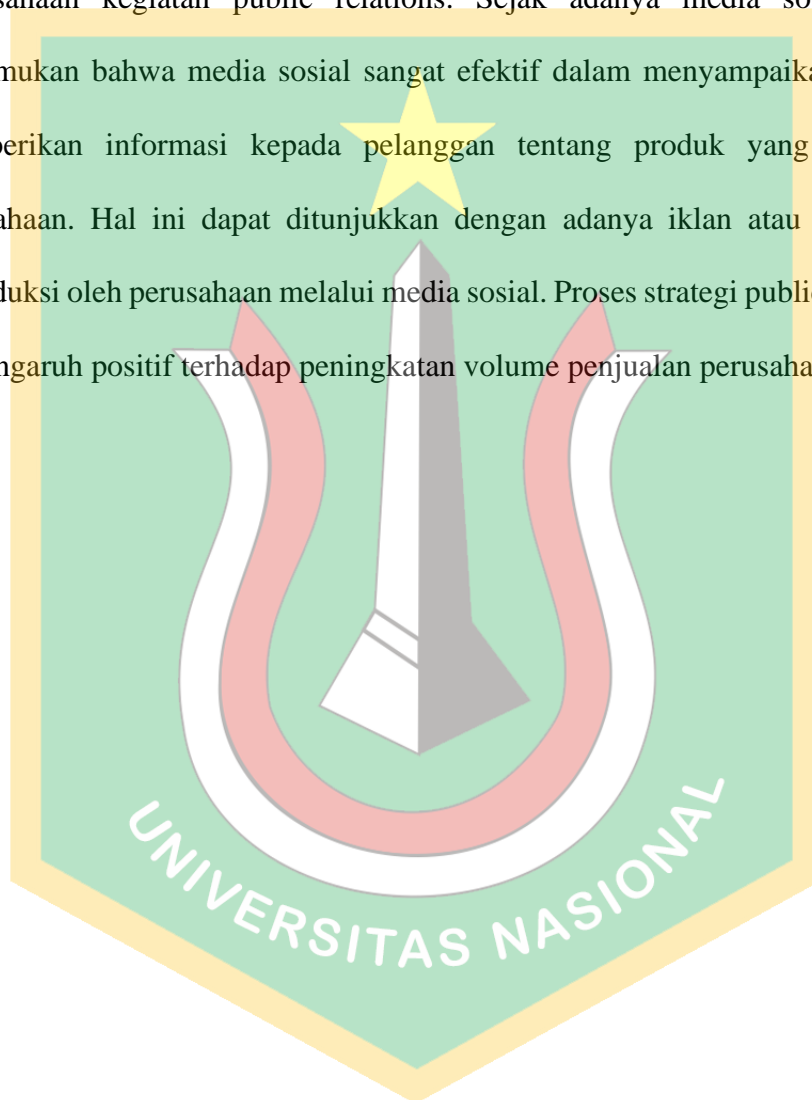 sahaan kegiatan public relations. Sejak adanya media so
mukan bahwa media sosial sangat efektif dalam menyampaika
berikan informasi kepada pelanggan tentang produk yang
ahaan. Hal ini dapat ditunjukkan dengan adanya iklan atau
duksi oleh perusahaan melalui media sosial. Proses strategi public
ngaruh positif terhadap peningkatan volume penjualan perusaha
UNIVERSITAS NASIONAL